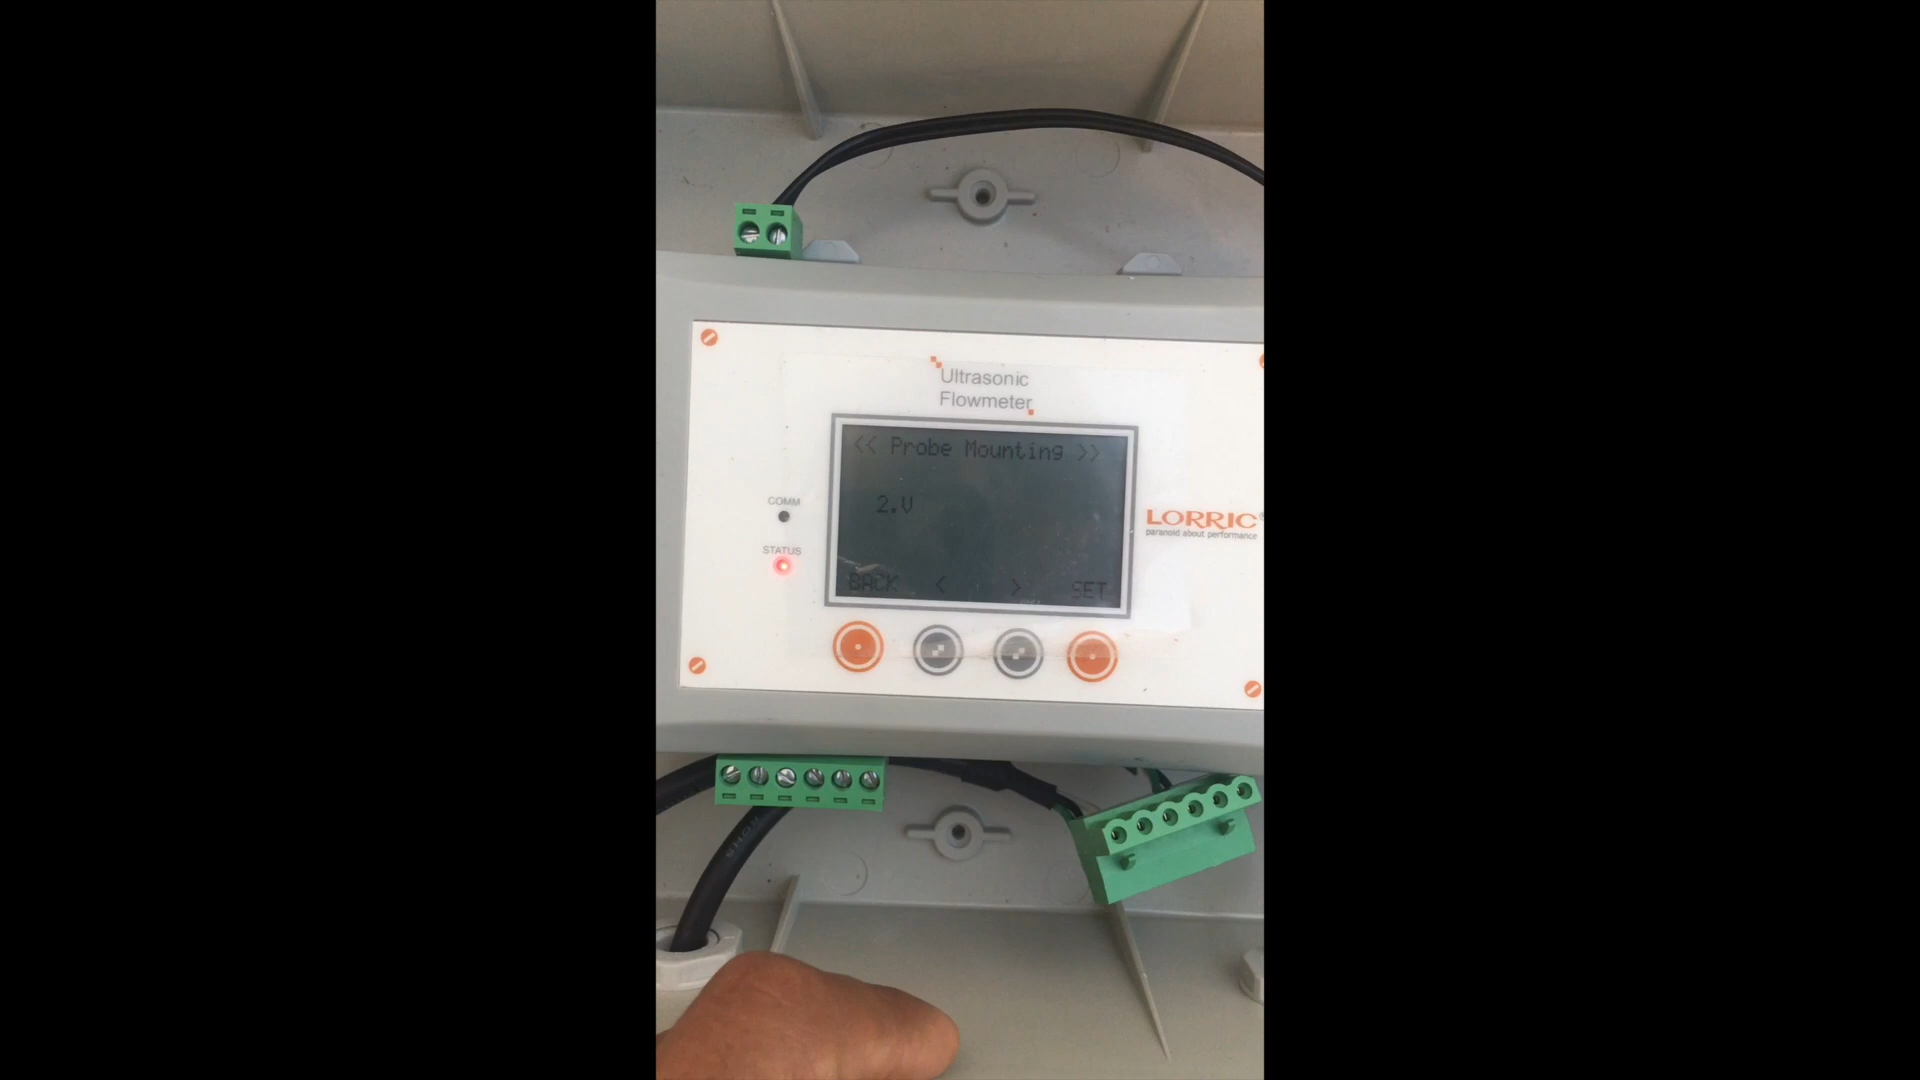 Ultrasonic
Flowmeter
<< Probe Mounting >>
2.V
BACK < > SET
COMM
STATUS
LORRIC®
paranoid about performance